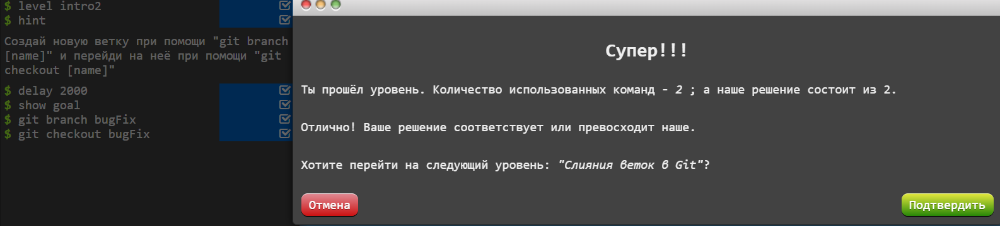 $ level intro2
$ hint
Создай новую ветку при помощи "git branch
[name]" и перейди на неё при помощи "git
checkout [name]"
$ delay 2000
$ show goal
$ git branch bugFix
$ git checkout bugFix
Супер!!!
Ты прошёл уровень. Количество использованных команд - 2 ; а наше решение состоит из 2.
Отлично! Ваше решение соответствует или превосходит наше.
Хотите перейти на следующий уровень: "Слияния веток в Git"?
Отмена
Подтвердить